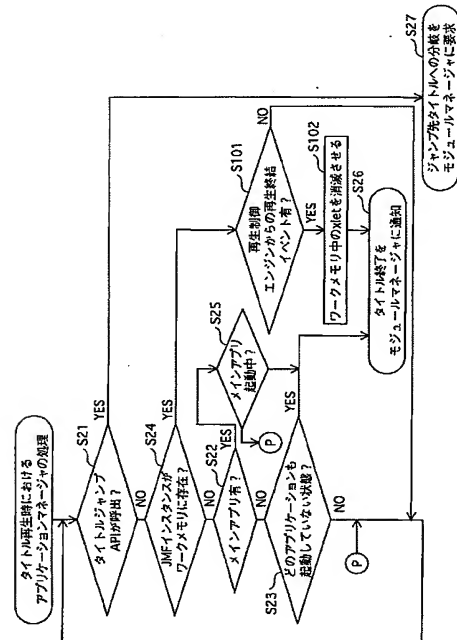 タイトル再生時における
アプリケーションマネージャの処理
S21
タイトルジャンプ
APIが呼出?
YES
NO
S24
JMFインスタンスが
ワークメモリに存在?
YES
NO
S22
メインアプリ有?
YES
NO
S23
どのアプリケーションも
起動していない状態?
YES
NO
P
S25
メインアプリ
起動中?
P
S101
再生制御
エンジンからの再生終結
イベント有?
NO
YES
S102
ワークメモリ中のxletを消滅させる
S26
タイトル終了を
モジュールマネージャに通知
S27
ジャンプ先タイトルへの分岐を
モジュールマネージャに要求